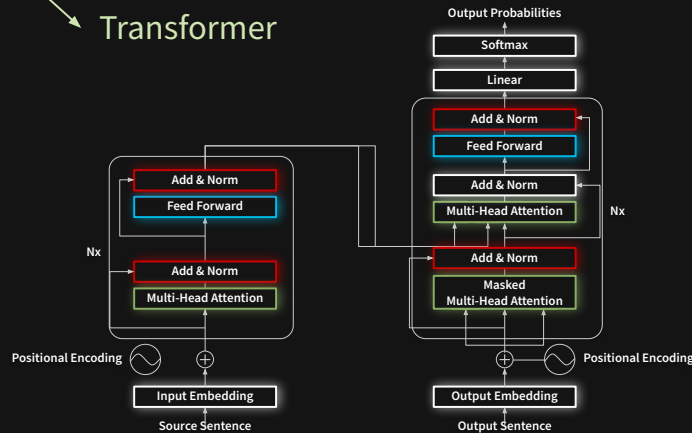 Transformer
Output Probabilities
Softmax
Linear
Add & Norm
Feed Forward
Add & Norm
Multi-Head Attention
Nx
Add & Norm
Masked
Multi-Head Attention
Positional Encoding
Output Embedding
Output Sentence
Add & Norm
Feed Forward
Nx
Add & Norm
Multi-Head Attention
Positional Encoding
Input Embedding
Source Sentence